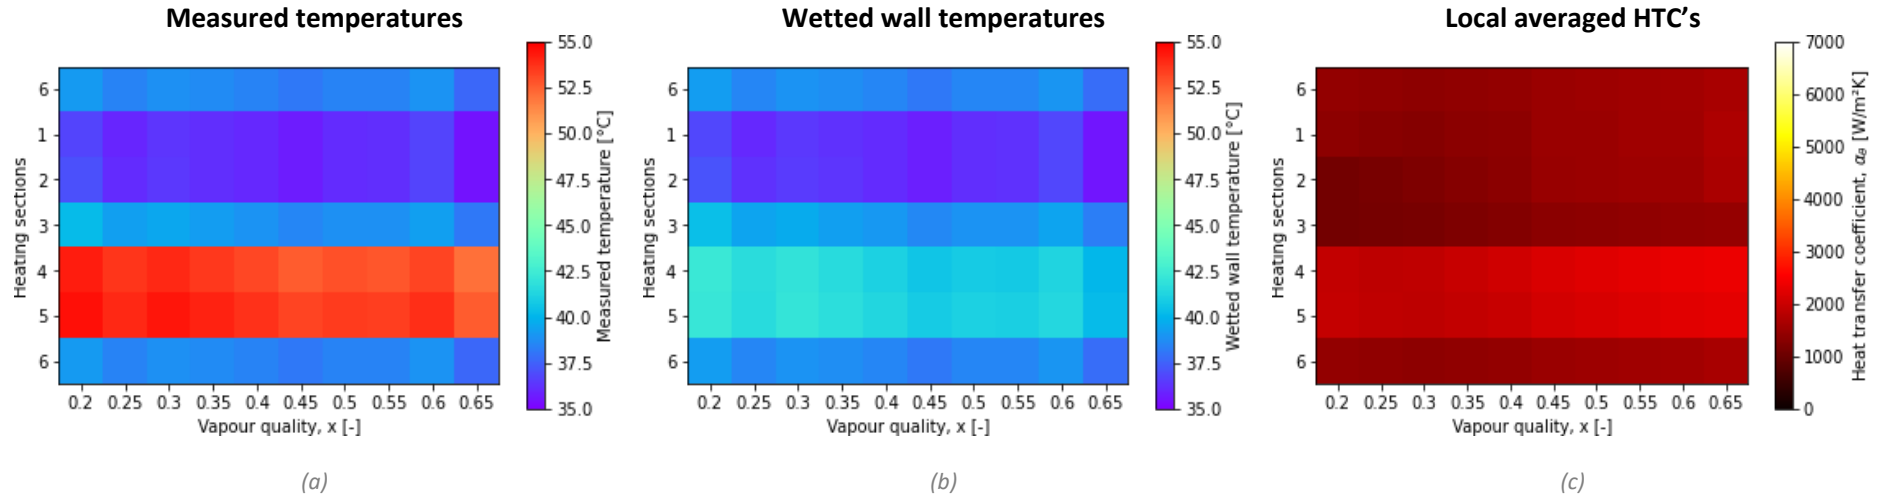 Measured temperatures
6
1
2
3
4
5
6
Heating sections
0.2 0.25 0.3 0.35 0.4 0.45 0.5 0.55 0.6 0.65
Vapour quality, x [-]
55.0
52.5
50.0
47.5
45.0
42.5
40.0
37.5
35.0
Measured temperature [°C]
(a)
Wetted wall temperatures
6
1
2
3
4
5
6
Heating sections
0.2 0.25 0.3 0.35 0.4 0.45 0.5 0.55 0.6 0.65
Vapour quality, x [-]
55.0
52.5
50.0
47.5
45.0
42.5
40.0
37.5
35.0
Wetted wall temperature [°C]
(b)
Local averaged HTC’s
6
1
2
3
4
5
6
Heating sections
0.2 0.25 0.3 0.35 0.4 0.45 0.5 0.55 0.6 0.65
Vapour quality, x [-]
7000
6000
5000
4000
3000
2000
1000
0
Heat transfer coefficient, αθ [W/m²K]
(c)